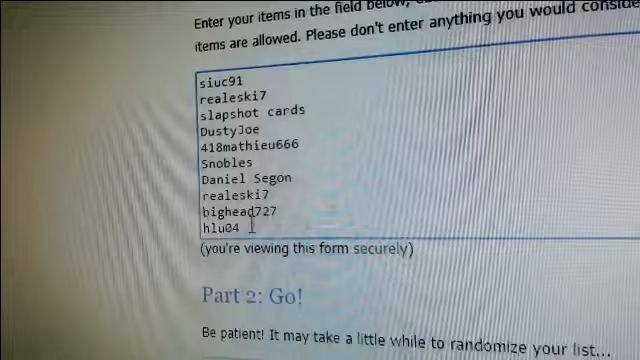 Enter your items in the field below,
items are allowed. Please don't enter anything you would
siuc91
realeski7
slapshot cards
DustyJoe
418mathieu666
Snobles
Daniel Segon
realeski7
bighead727
hlu04
(you're viewing this form securely)
Part 2: Go!
Be patient! It may take a little while to randomize your list...